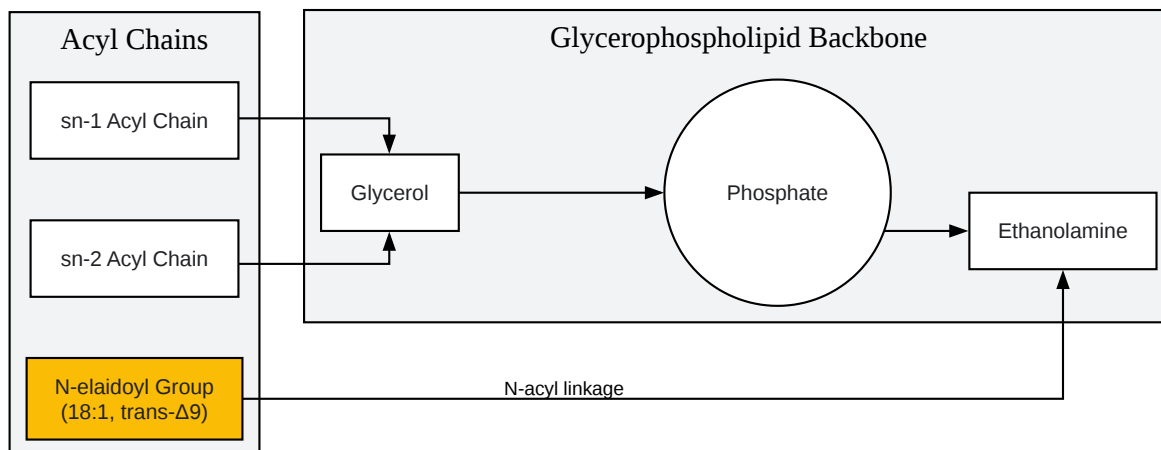 Acyl Chains
Glycerophospholipid Backbone
sn-1 Acyl Chain
Glycerol
Phosphate
sn-2 Acyl Chain
Ethanolamine
N-elaidoyl Group
(18:1, trans-Δ9)
N-acyl linkage